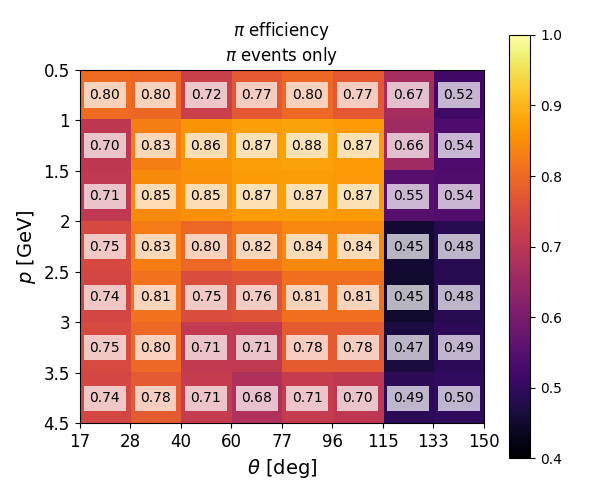 π efficiency
π events only
0.5
0.80 0.80 0.72 0.77 0.80 0.77 0.67 0.52
1
0.70 0.83 0.86 0.87 0.88 0.87 0.66 0.54
1.5
0.71 0.85 0.85 0.87 0.87 0.87 0.55 0.54
2
0.75 0.83 0.80 0.82 0.84 0.84 0.45 0.48
2.5
0.74 0.81 0.75 0.76 0.81 0.81 0.45 0.48
3
0.75 0.80 0.71 0.71 0.78 0.78 0.47 0.49
3.5
0.74 0.78 0.71 0.68 0.71 0.70 0.49 0.50
4.5
p [GeV]
17 28 40 60 77 96 115 133 150
θ [deg]
1.0
0.9
0.8
0.7
0.6
0.5
0.4